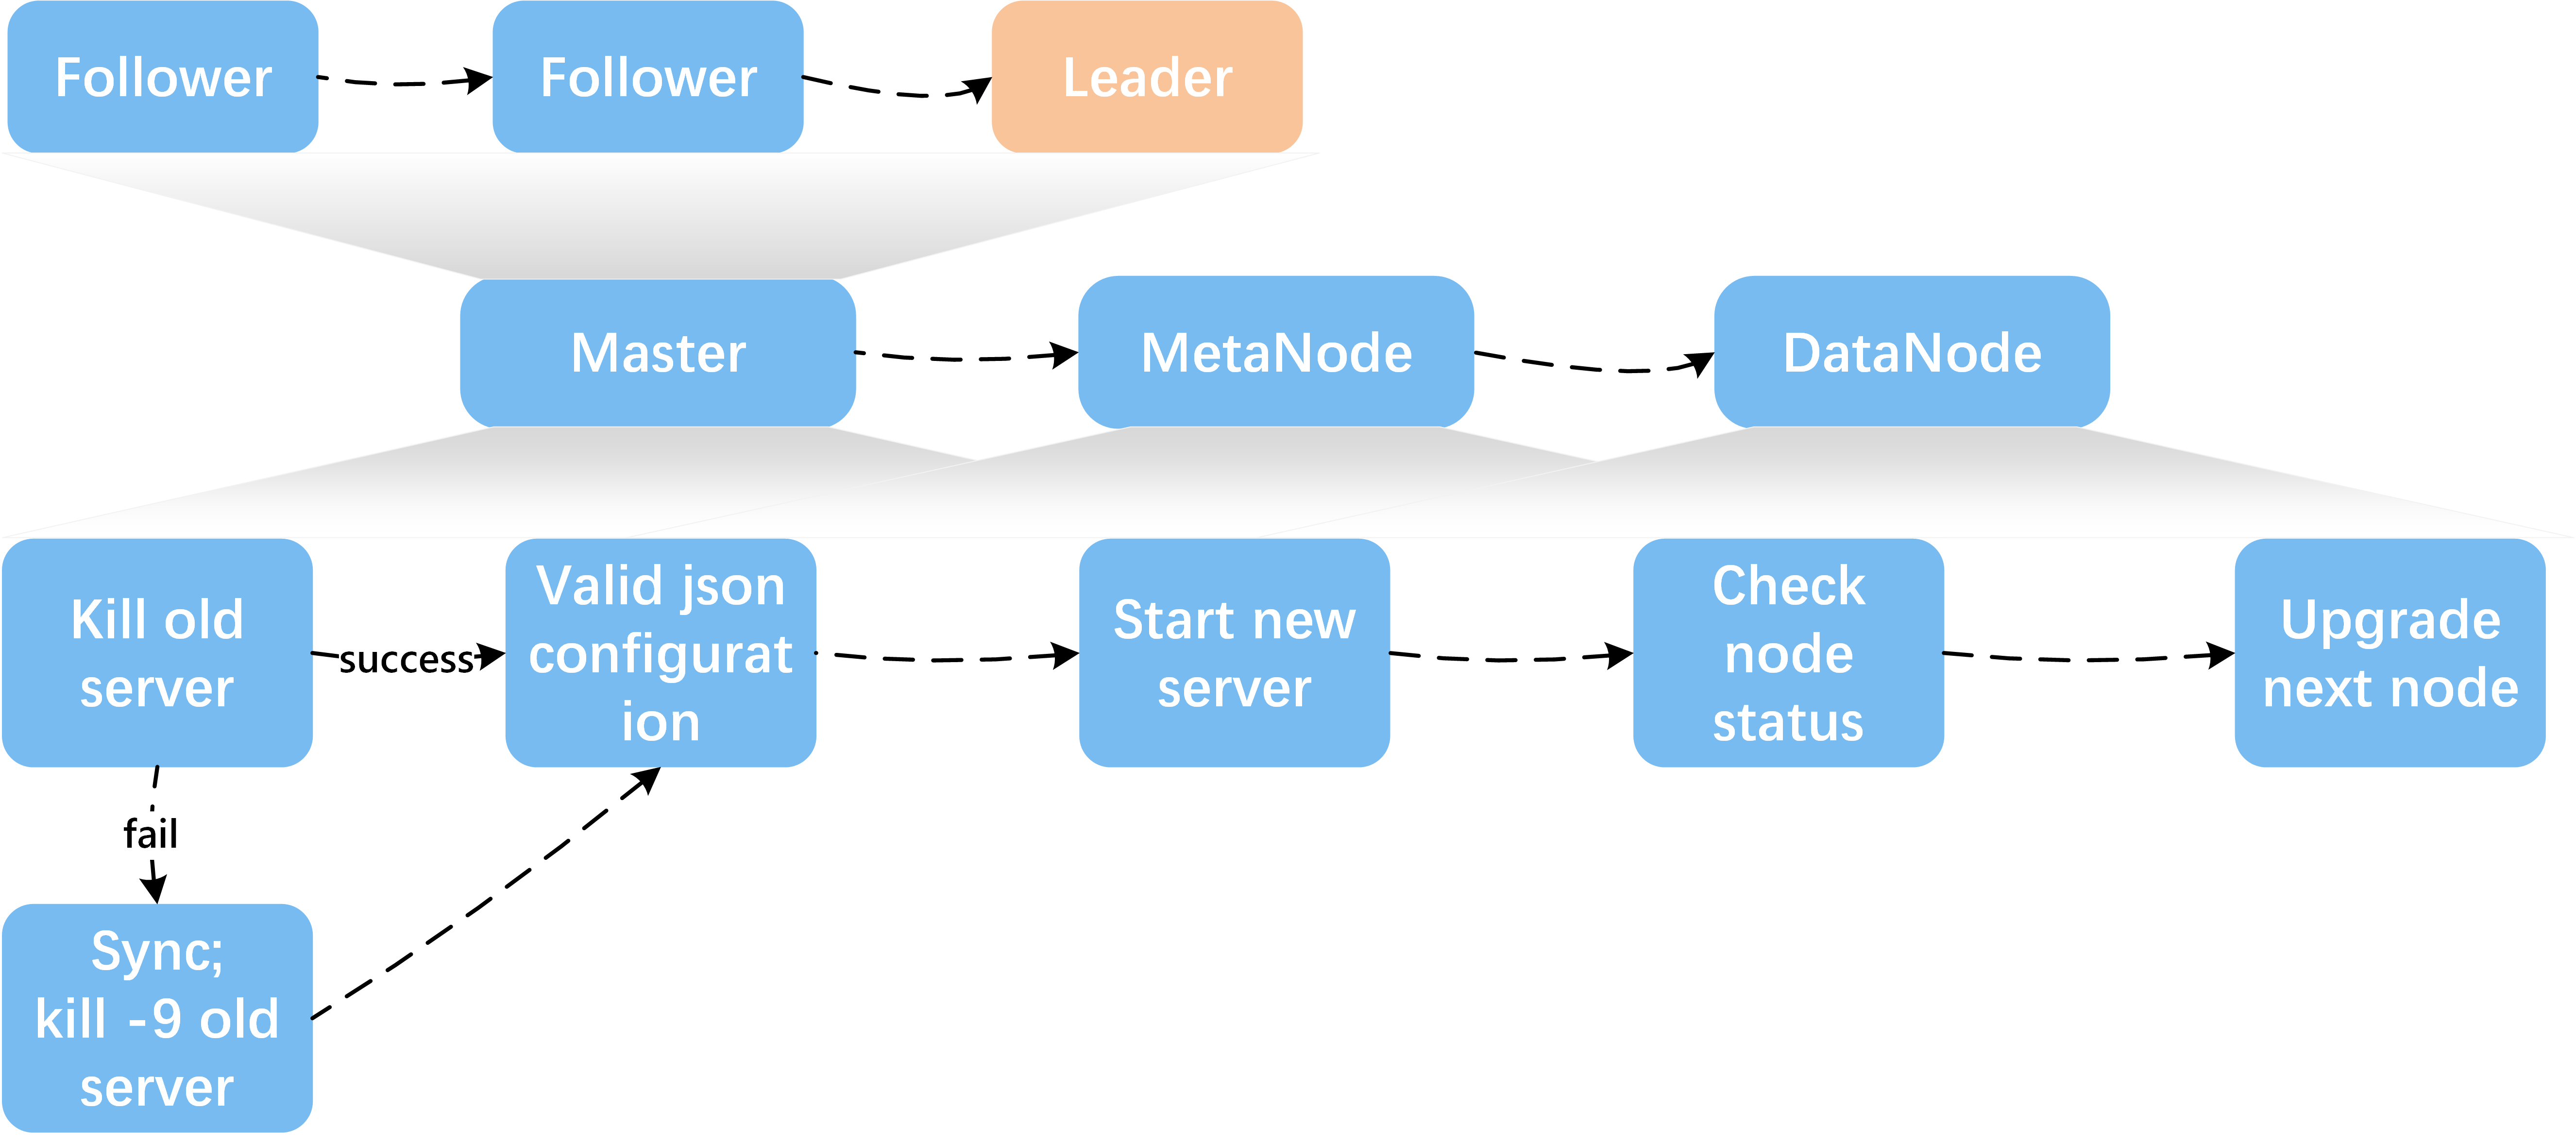 Follower
Follower
Leader
Master
MetaNode
DataNode
Kill old
server
success
Valid json
configurat
ion
Start new
server
Check
node
status
Upgrade
next node
fail
Sync;
kill -9 old
server